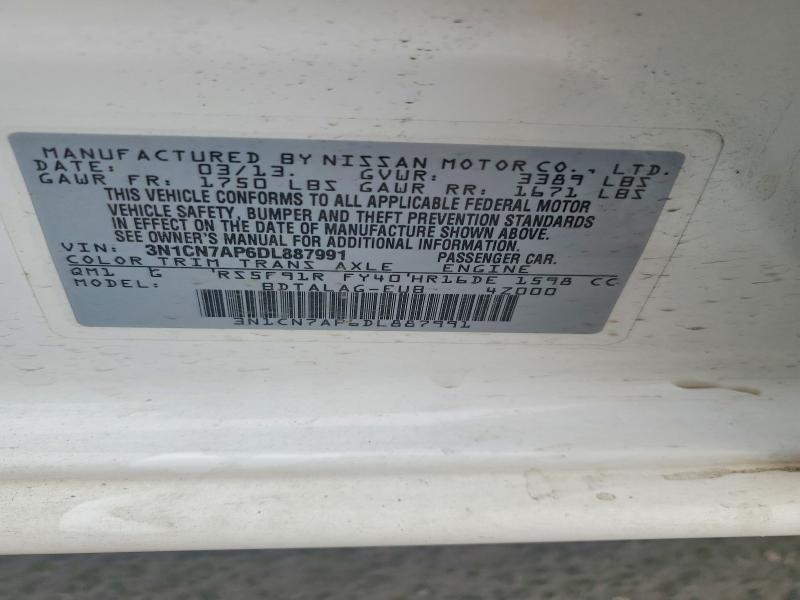 MANUFACTURED BY NISSAN MOTOR CO., LTD.
DATE: 03/13. GVWR: 3389 LBS
GAWR FR: 1750 LBS GAWR RR: 1671 LBS
THIS VEHICLE CONFORMS TO ALL APPLICABLE FEDERAL MOTOR
VEHICLE SAFETY, BUMPER AND THEFT PREVENTION STANDARDS
IN EFFECT ON THE DATE OF MANUFACTURE SHOWN ABOVE.
SEE OWNER'S MANUAL FOR ADDITIONAL INFORMATION.
VIN: 3N1CN7AP6DL887991 PASSENGER CAR.
COLOR TRIM TRANS AXLE ENGINE
QM1 G RS5F91R FY40 HR16DE 1598 CC
MODEL: BDTALAG-EUB 47000
3N1CN7AP6DL887991